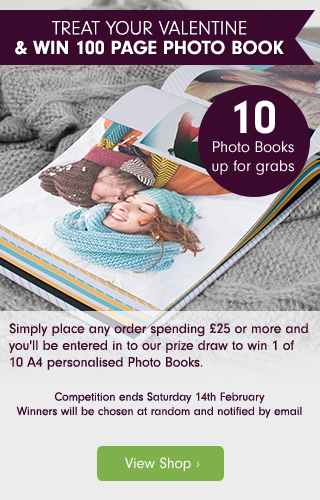 TREAT YOUR VALENTINE
& WIN 100 PAGE PHOTO BOOK
10
Photo Books
up for grabs
Simply place any order spending £25 or more and
you'll be entered in to our prize draw to win 1 of
10 A4 personalised Photo Books.
Competition ends Saturday 14th February
Winners will be chosen at random and notified by email
View Shop ›